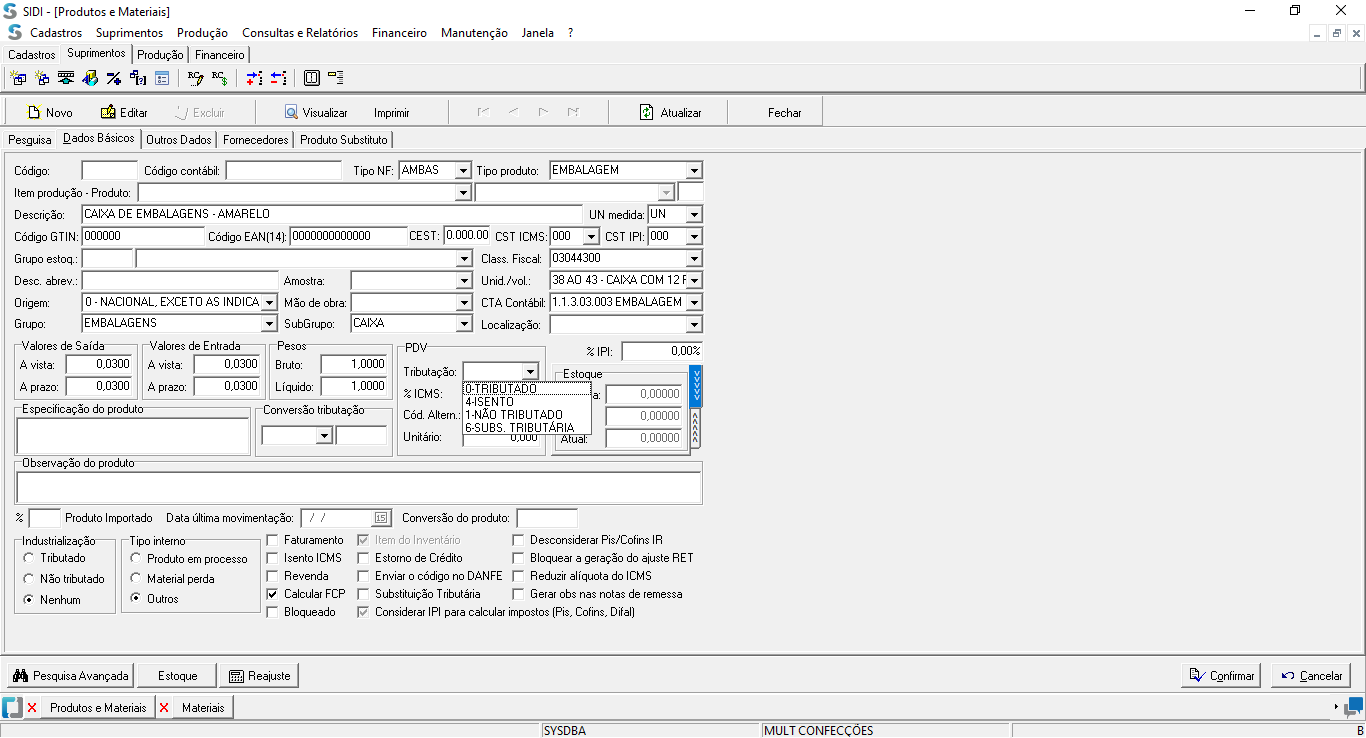 SIDI - [Produtos e Materiais]
Cadastros Suprimentos Produção Consultas e Relatórios Financeiro Manutenção Janela ?
Cadastros Suprimentos Produção Financeiro
Novo Editar Excluir Visualizar Imprimir Atualizar Fechar
Pesquisa Dados Básicos Outros Dados Fornecedores Produto Substituto
Código: Código contábil: Tipo NF: AMBAS Tipo produto: EMBALAGEM
Item produção - Produto:
Descrição: CAIXA DE EMBALAGENS - AMARELO UN medida: UN
Código GTIN: 000000 Código EAN(14): 0000000000000 CEST: 0.000.00 CST ICMS: 000 CST IPI: 000
Grupo estoq.: Class. Fiscal: 03044300
Desc. abrev.: Amostra: Unid./vol.: 38 AO 43 - CAIXA COM 12 F
Origem: 0 - NACIONAL, EXCETO AS INDICA Mão de obra: CTA Contábil: 1.1.3.03.003 EMBALAGEM
Grupo: EMBALAGENS SubGrupo: CAIXA Localização:
Valores de Saída Valores de Entrada Pesos PDV % IPI: 0,00%
A vista: 0,0300 A vista: 0,0300 Bruto: 1,0000 Tributação: Estoque
A prazo: 0,0300 A prazo: 0,0300 Líquido: 1,0000 % ICMS: 0-TRIBUTADO a: 0,00000
4-ISENTO
Especificação do produto Conversão tributação Cód. Altern.: 1-NÃO TRIBUTADO 0,00000
6-SUBS. TRIBUTÁRIA
Unitário: 0,000 Atual: 0,00000
Observação do produto
% Produto Importado Data última movimentação: / / 15 Conversão do produto:
Industrialização Tipo interno Faturamento Item do Inventário Desconsiderar Pis/Cofins IR
Tributado Produto em processo Isento ICMS Estorno de Crédito Bloquear a geração do ajuste RET
Não tributado Material perda Revenda Enviar o código no DANFE Reduzir alíquota do ICMS
Nenhum Outros Calcular FCP Substituição Tributária Gerar obs nas notas de remessa
Bloqueado Considerar IPI para calcular impostos (Pis, Cofins, Difal)
Pesquisa Avançada Estoque Reajuste Confirmar Cancelar
Produtos e Materiais Materiais
SYSDBA MULT CONFECÇÕES B